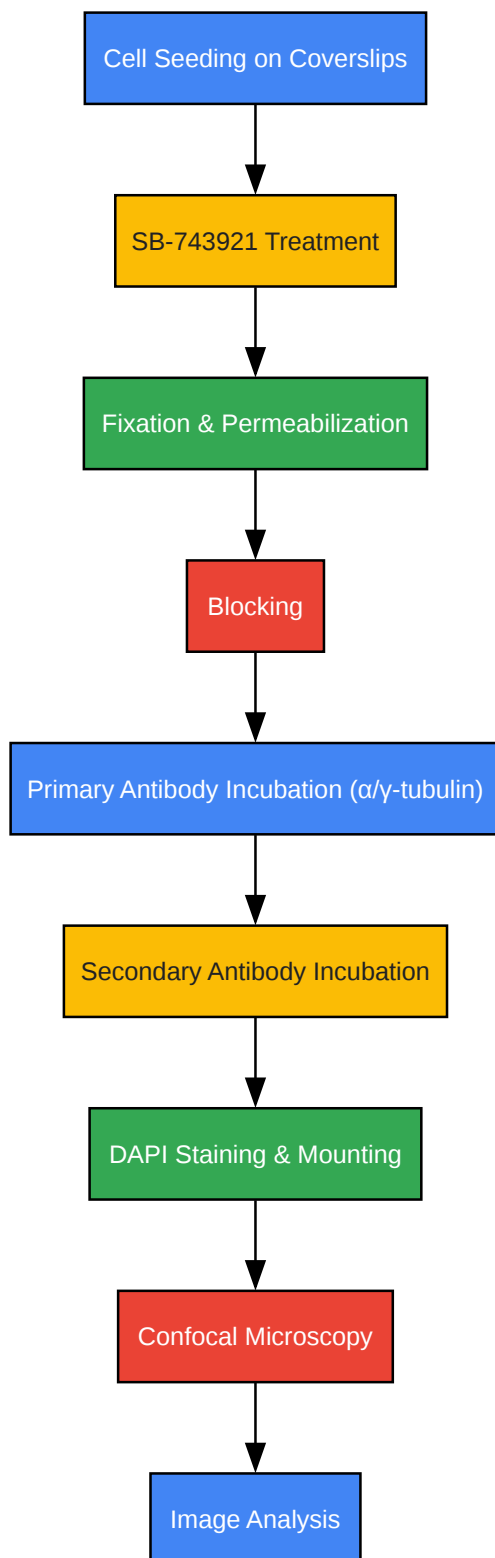 Cell Seeding on Coverslips
SB-743921 Treatment
Fixation & Permeabilization
Blocking
Primary Antibody Incubation (α/γ-tubulin)
Secondary Antibody Incubation
DAPI Staining & Mounting
Confocal Microscopy
Image Analysis